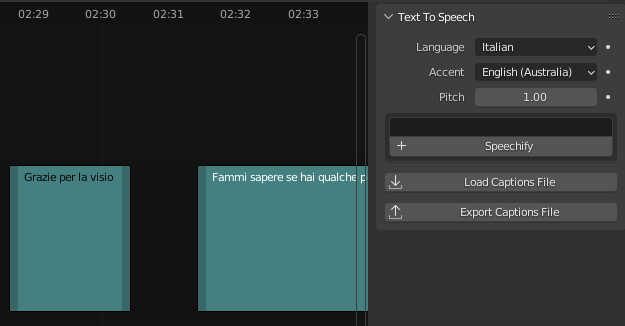 02:29 02:30 02:31 02:32 02:33
Grazie per la visio
Fammi sapere se hai qualche p
Text To Speech
Language Italian
Accent English (Australia)
Pitch 1.00
+ Speechify
Load Captions File
Export Captions File